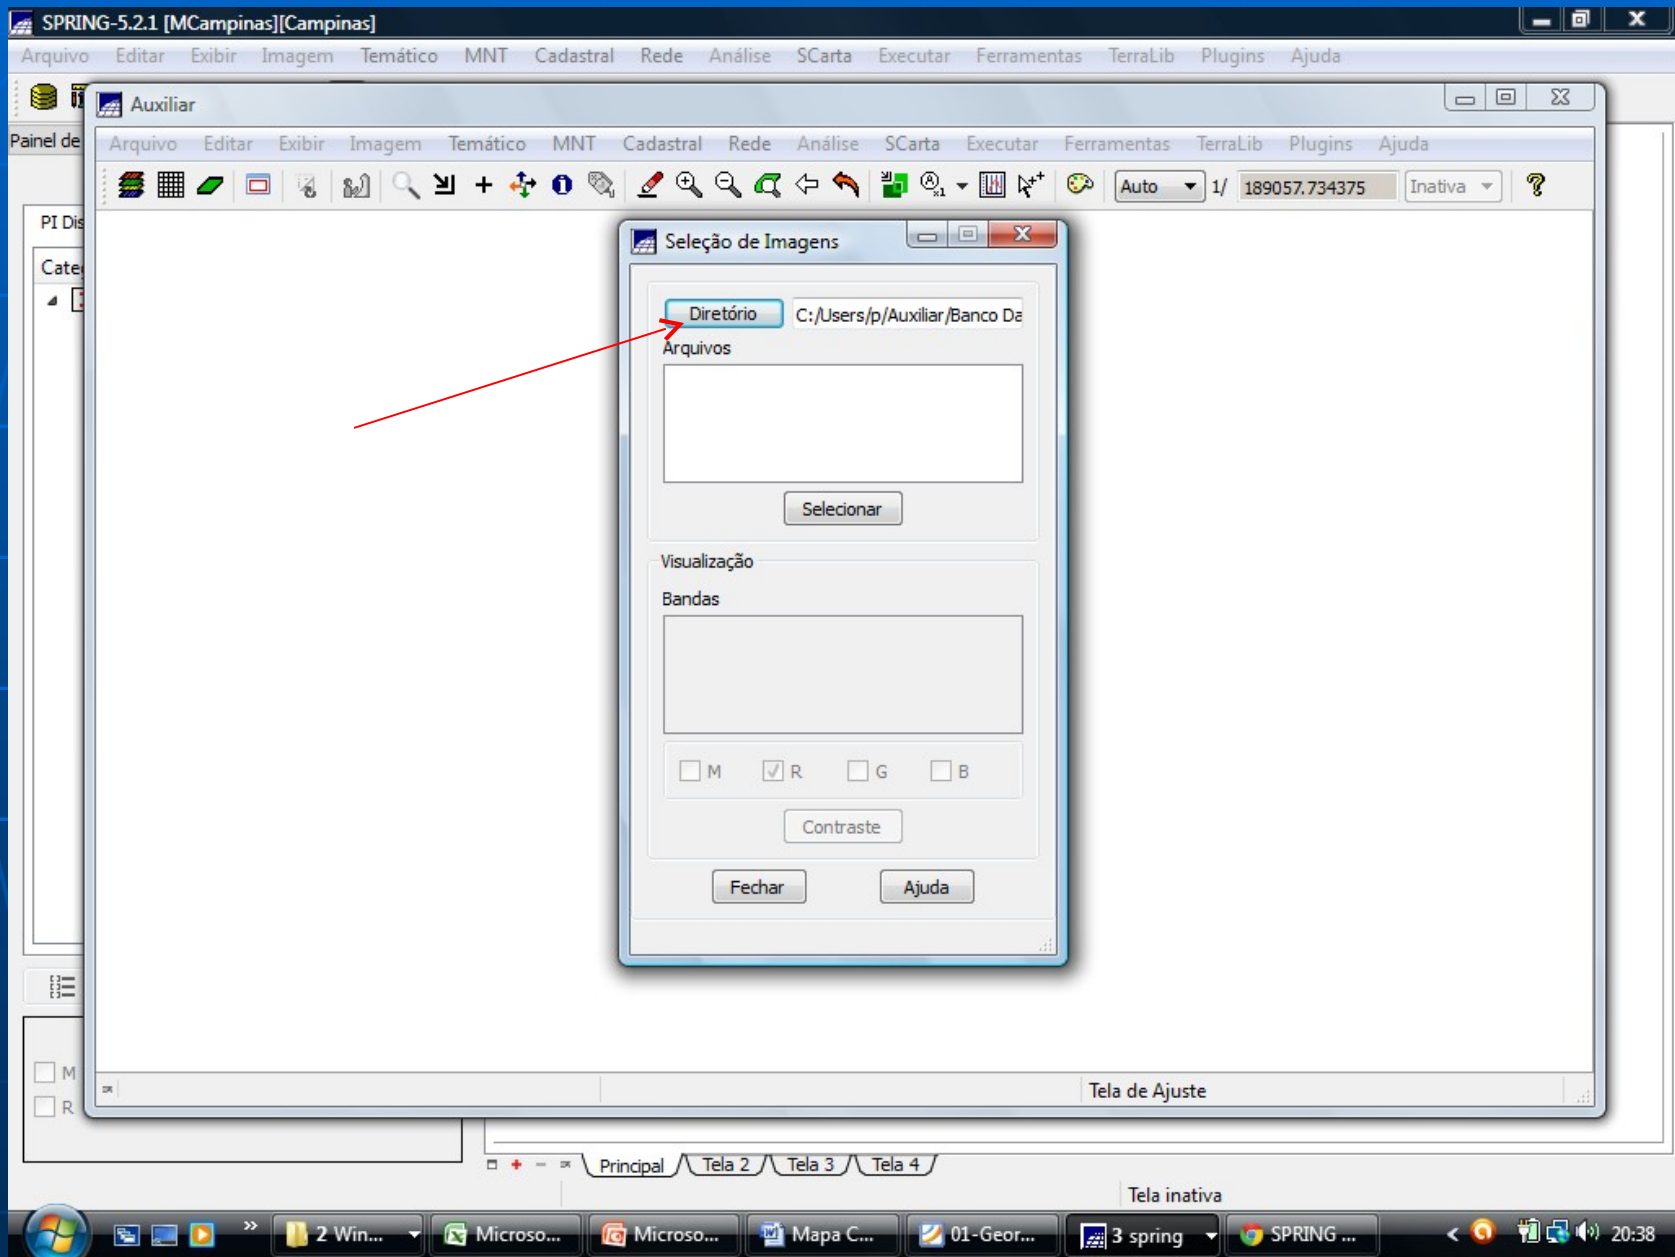 SPRING-5.2.1 [MCampinas][Campinas]
Arquivo Editar Exibir Imagem Temático MNT Cadastral Rede Análise SCarta Executar Ferramentas TerraLib Plugins Ajuda
Auxiliar
Painel de
Arquivo Editar Exibir Imagem Temático MNT Cadastral Rede Análise SCarta Executar Ferramentas TerraLib Plugins Ajuda
Auto 1/ 189057.734375 Inativa
PI Dis
Cate
Seleção de Imagens
Diretório C:/Users/p/Auxiliar/Banco Da
Arquivos
Selecionar
Visualização
Bandas
M R G B
Contraste
Fechar Ajuda
M
R
Tela de Ajuste
Principal Tela 2 Tela 3 Tela 4
Tela inativa
2 Win... Microso... Microso... Mapa C... 01-Geor... 3 spring SPRING ... 20:38